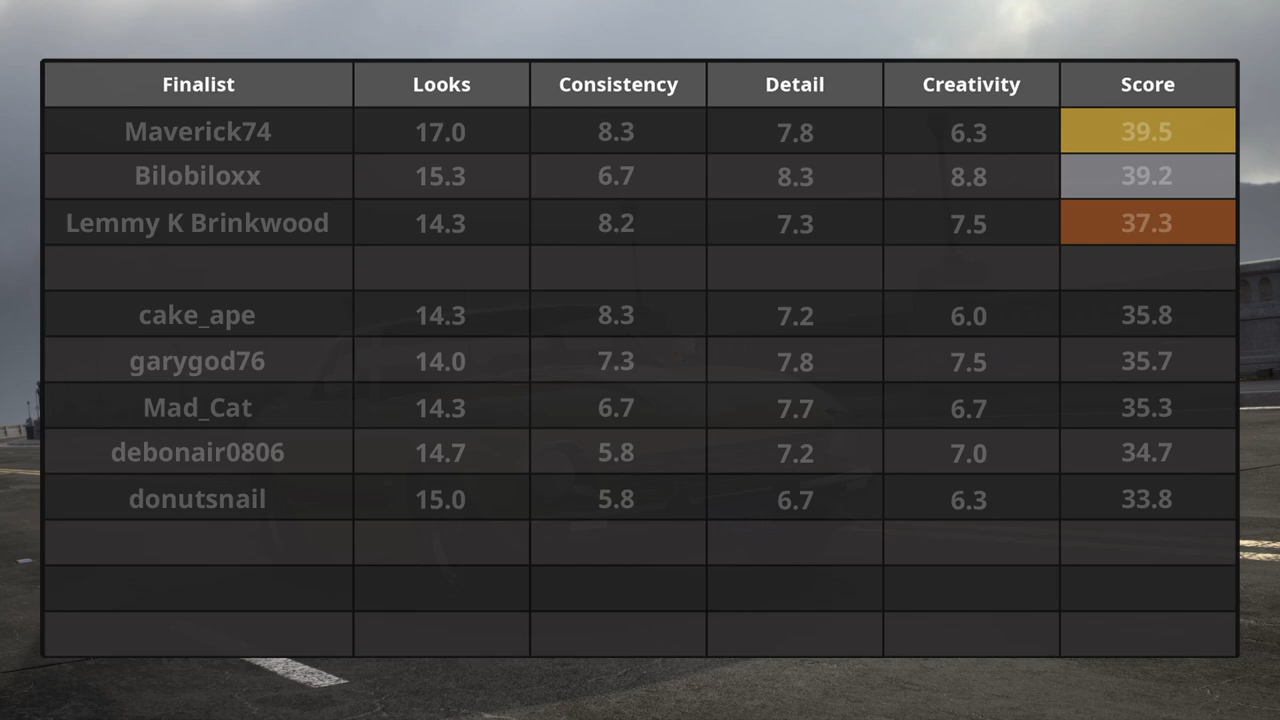 Finalist Looks Consistency Detail Creativity Score
Maverick74 17.0 8.3 7.8 6.3 39.5
Bilobiloxx 15.3 6.7 8.3 8.8 39.2
Lemmy K Brinkwood 14.3 8.2 7.3 7.5 37.3
cake_ape 14.3 8.3 7.2 6.0 35.8
garygod76 14.0 7.3 7.8 7.5 35.7
Mad_Cat 14.3 6.7 7.7 6.7 35.3
debonair0806 14.7 5.8 7.2 7.0 34.7
donutsnail 15.0 5.8 6.7 6.3 33.8